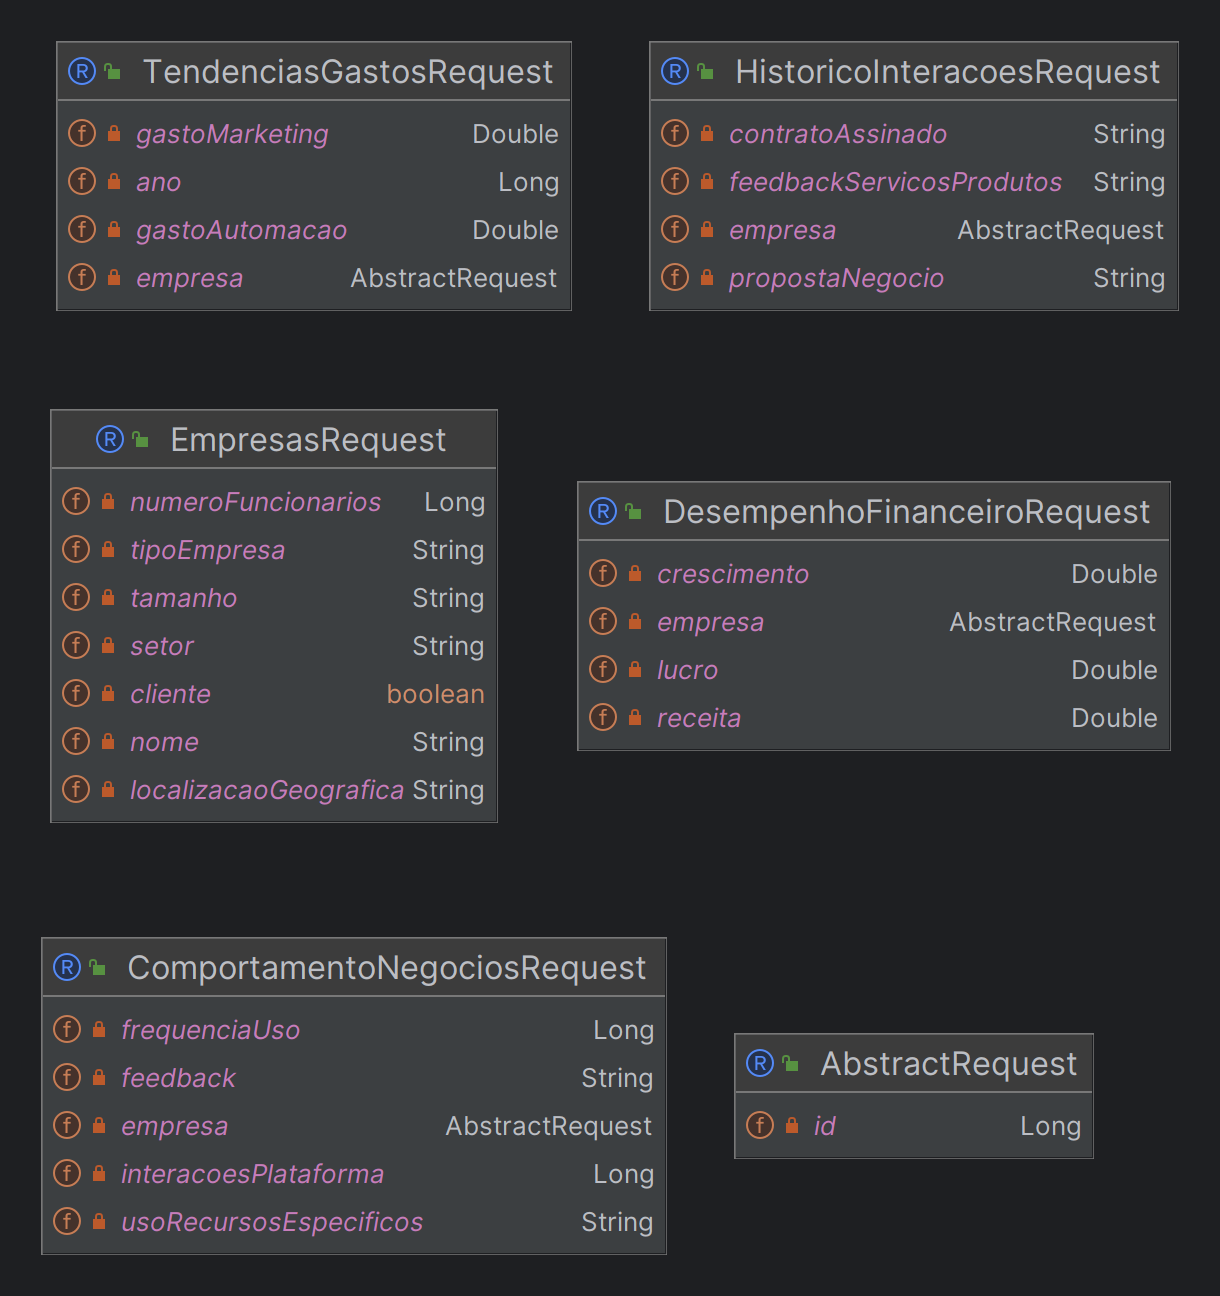 TendenciasGastosRequest
gastoMarketing Double
ano Long
gastoAutomacao Double
empresa AbstractRequest
HistoricoInteracoesRequest
contratoAssinado String
feedbackServicosProdutos String
empresa AbstractRequest
propostaNegocio String
EmpresasRequest
numeroFuncionarios Long
tipoEmpresa String
tamanho String
setor String
cliente boolean
nome String
localizacaoGeografica String
DesempenhoFinanceiroRequest
crescimento Double
empresa AbstractRequest
lucro Double
receita Double
ComportamentoNegociosRequest
frequenciaUso Long
feedback String
empresa AbstractRequest
interacoesPlataforma Long
usoRecursosEspecificos String
AbstractRequest
id Long